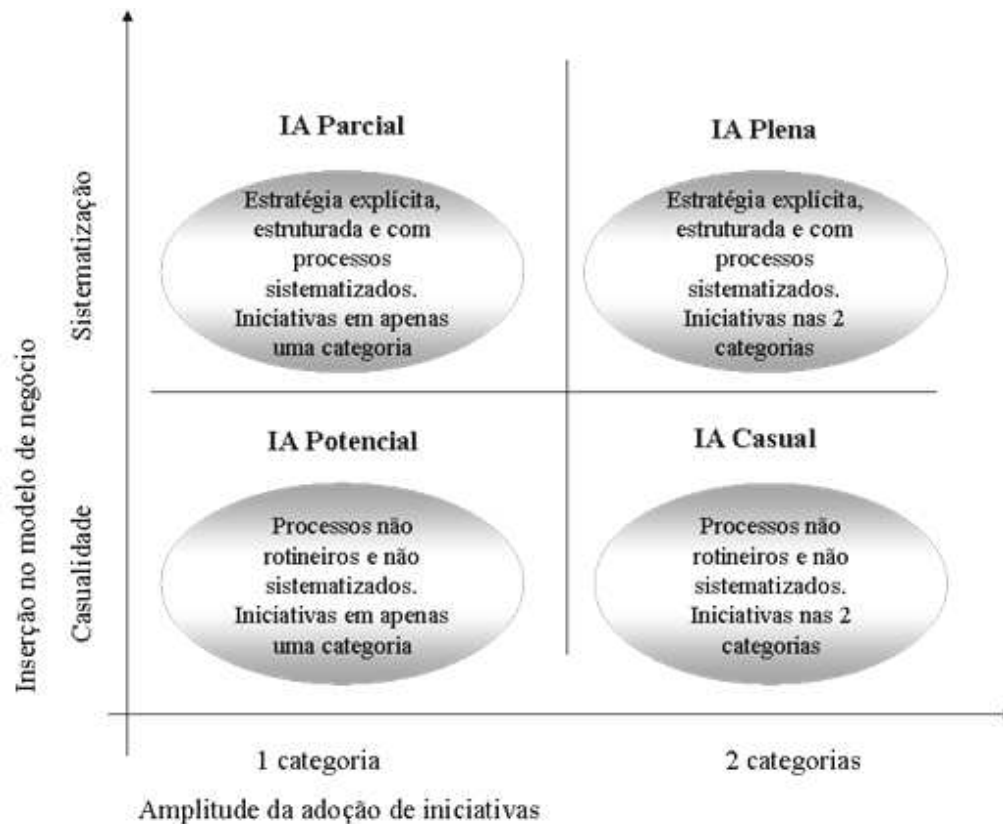 IA Parcial
Estratégia explícita,
estruturada e com
processos
sistematizados.
Iniciativas em apenas
uma categoria
IA Plena
Estratégia explícita,
estruturada e com
processos
sistematizados.
Iniciativas nas 2
categorias
IA Potencial
Processos não
rotineiros e não
sistematizados.
Iniciativas em apenas
uma categoria
IA Casual
Processos não
rotineiros e não
sistematizados.
Iniciativas nas 2
categorias
Inserção no modelo de negócio
Sistematização
Casualidade
1 categoria
2 categorias
Amplitude da adoção de iniciativas